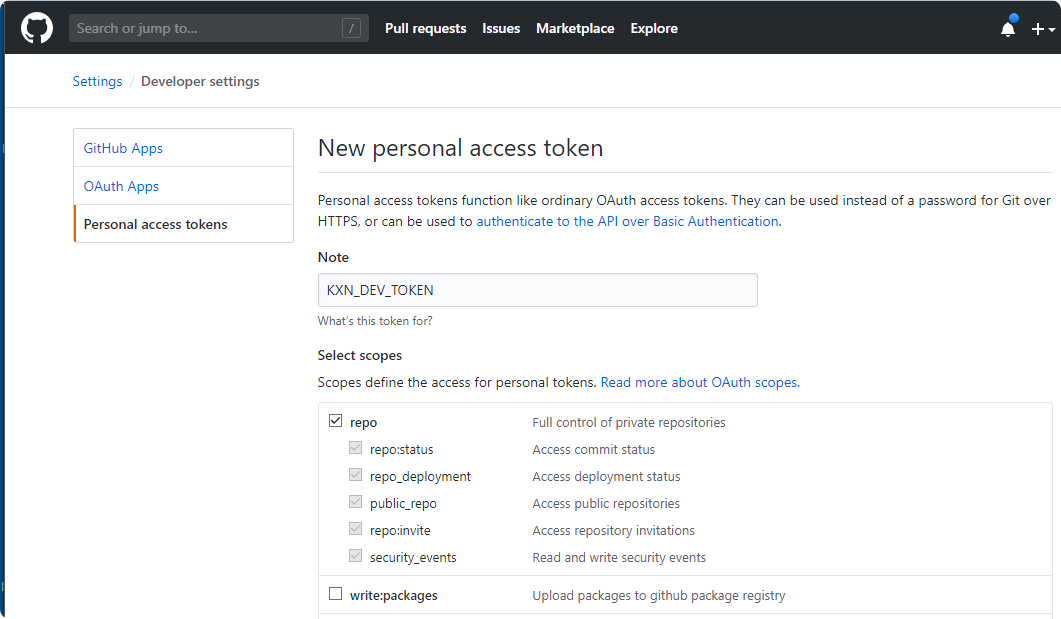 Search or jump to... / Pull requests Issues Marketplace Explore
Settings / Developer settings
GitHub Apps
OAuth Apps
Personal access tokens
New personal access token
Personal access tokens function like ordinary OAuth access tokens. They can be used instead of a password for Git over
HTTPS, or can be used to authenticate to the API over Basic Authentication.
Note
KXN_DEV_TOKEN
What's this token for?
Select scopes
Scopes define the access for personal tokens. Read more about OAuth scopes.
repo Full control of private repositories
repo:status Access commit status
repo_deployment Access deployment status
public_repo Access public repositories
repo:invite Access repository invitations
security_events Read and write security events
write:packages Upload packages to github package registry